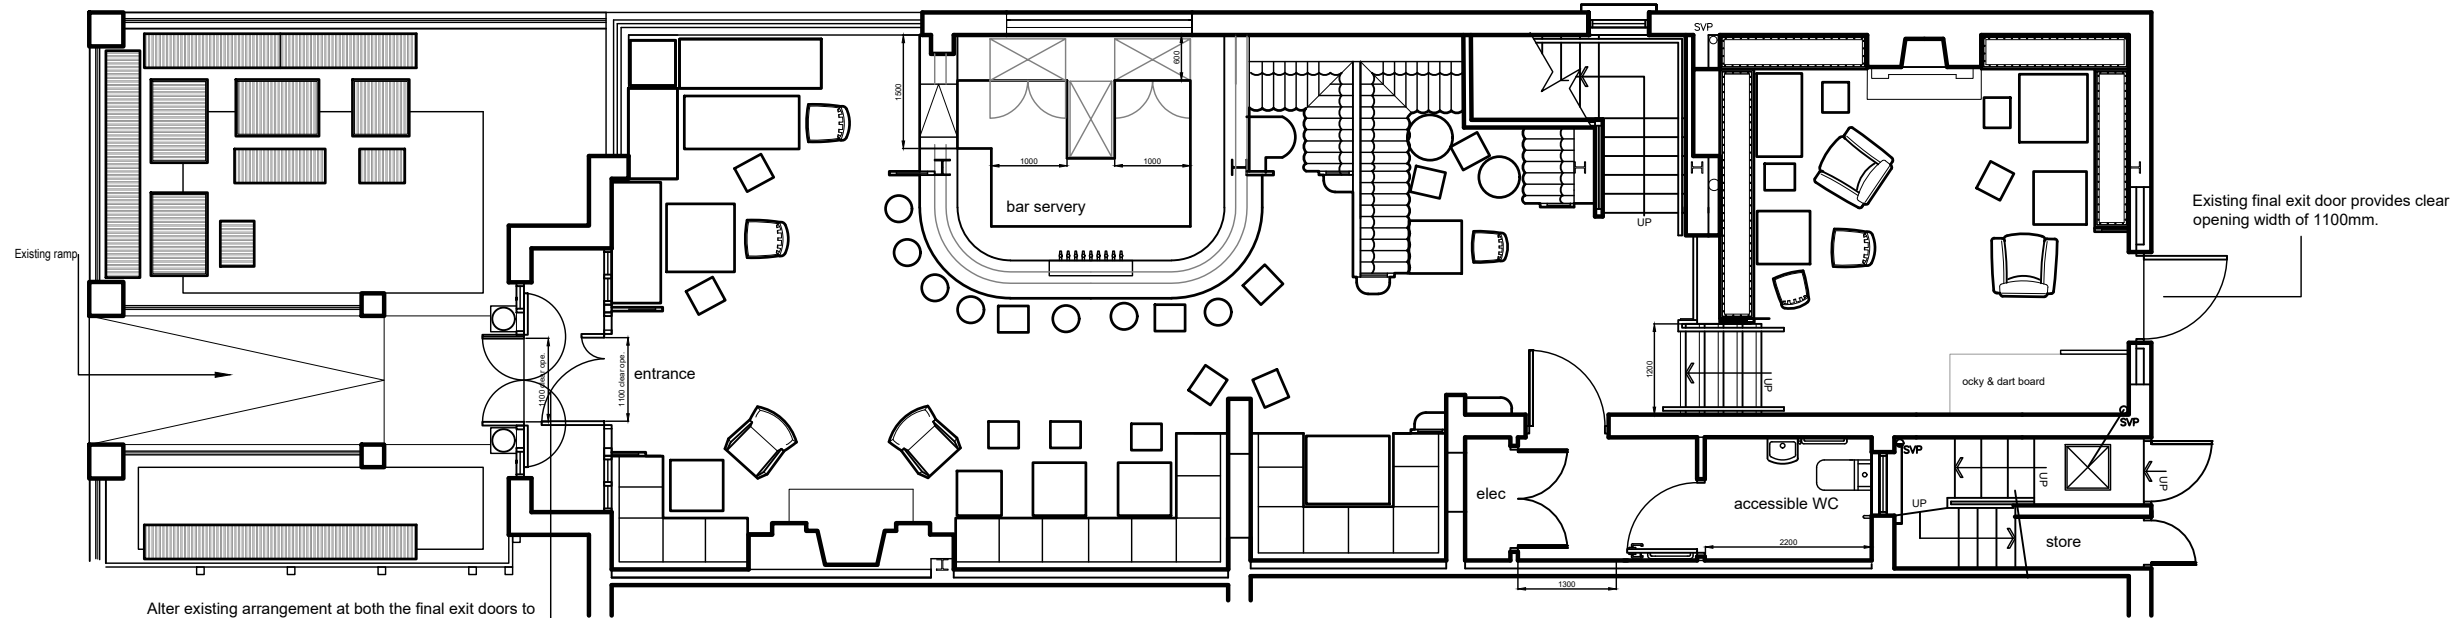 SVP
1500
600
1000
1000
bar servery
UP
Existing final exit door provides clear
opening width of 1100mm.
Existing ramp
1100 clear ope.
1100 clear ope.
entrance
1200
UP
ocky & dart board
SVP
SVP
elec
accessible WC
UP
UP
UP
2200
store
1300
Alter existing arrangement at both the final exit doors to